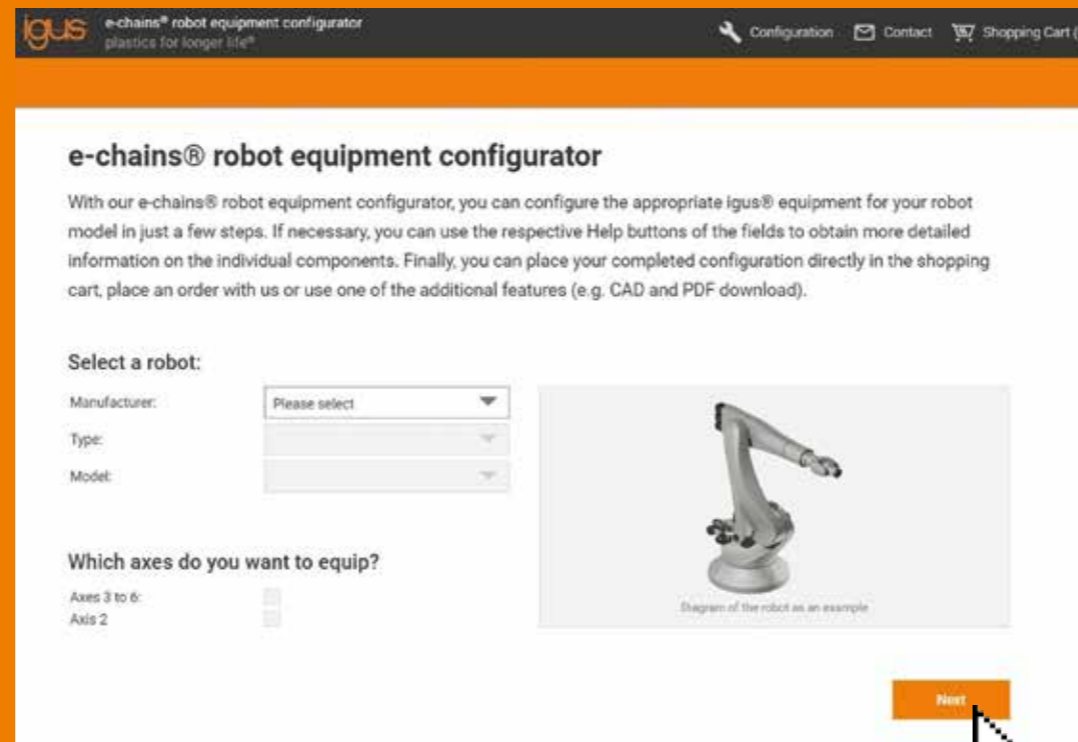 igus
e-chains® robot equipment configurator
plastics for longer life®
Configuration
Contact
Shopping Cart (
e-chains® robot equipment configurator
With our e-chains® robot equipment configurator, you can configure the appropriate igus® equipment for your robot
model in just a few steps. If necessary, you can use the respective Help buttons of the fields to obtain more detailed
information on the individual components. Finally, you can place your completed configuration directly in the shopping
cart, place an order with us or use one of the additional features (e.g. CAD and PDF download).
Select a robot:
Manufacturer:
Please select
Type:
Model:
Diagram of the robot as an example
Which axes do you want to equip?
Axes 3 to 6:
Axis 2
Next